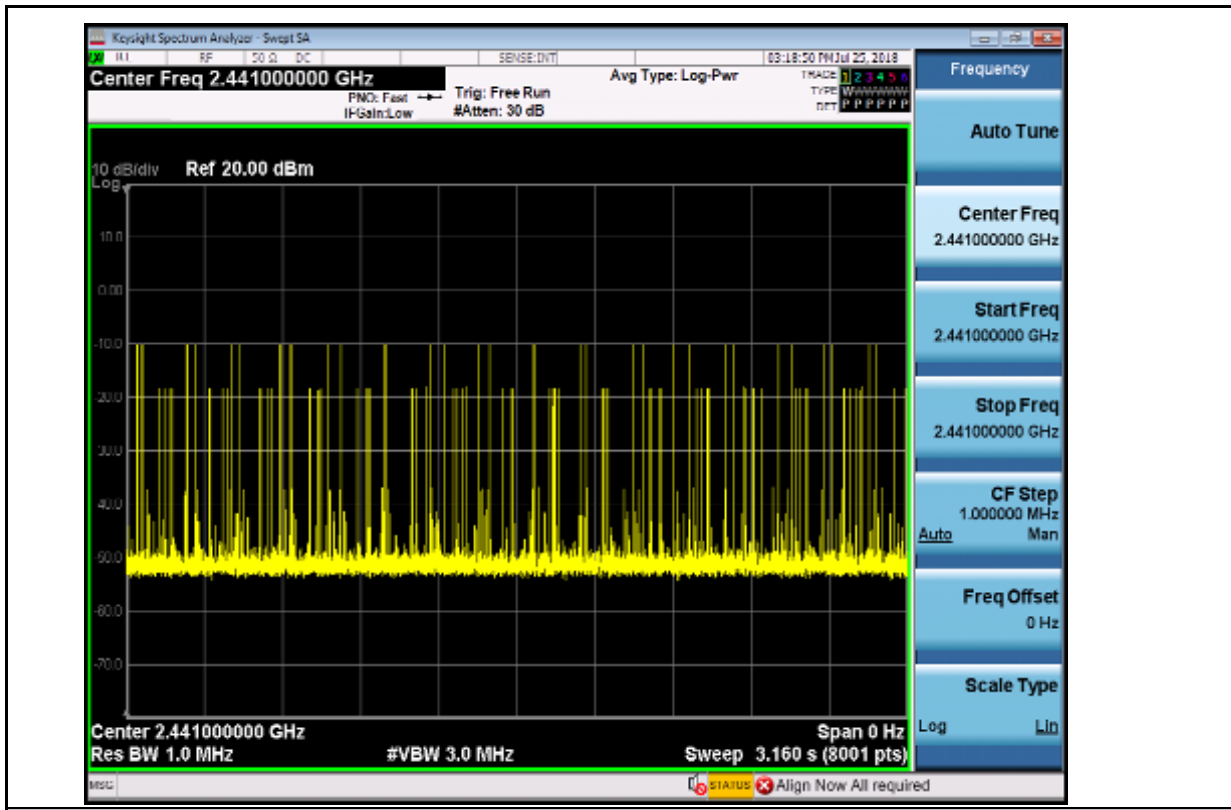 Keysight Spectrum Analyzer - Swept SA
RF 50 Ω DC SENSE:INT 03:18:50 PM Jul 25, 2018
Center Freq 2.441000000 GHz
PNO: Fast
IFGain:Low
Trig: Free Run
#Atten: 30 dB
Avg Type: Log-Pwr
TRACE 1 2 3 4 5 6
TYPE
DET P P P P P P
10 dB/div Ref 20.00 dBm
Log
10.0
0.00
-10.0
-20.0
-30.0
-40.0
-50.0
-60.0
-70.0
Center 2.441000000 GHz Span 0 Hz
Res BW 1.0 MHz #VBW 3.0 MHz Sweep 3.160 s (8001 pts)
MSG STATUS Align Now All required
Frequency
Auto Tune
Center Freq
2.441000000 GHz
Start Freq
2.441000000 GHz
Stop Freq
2.441000000 GHz
CF Step
1.000000 MHz
Auto Man
Freq Offset
0 Hz
Scale Type
Log Lin